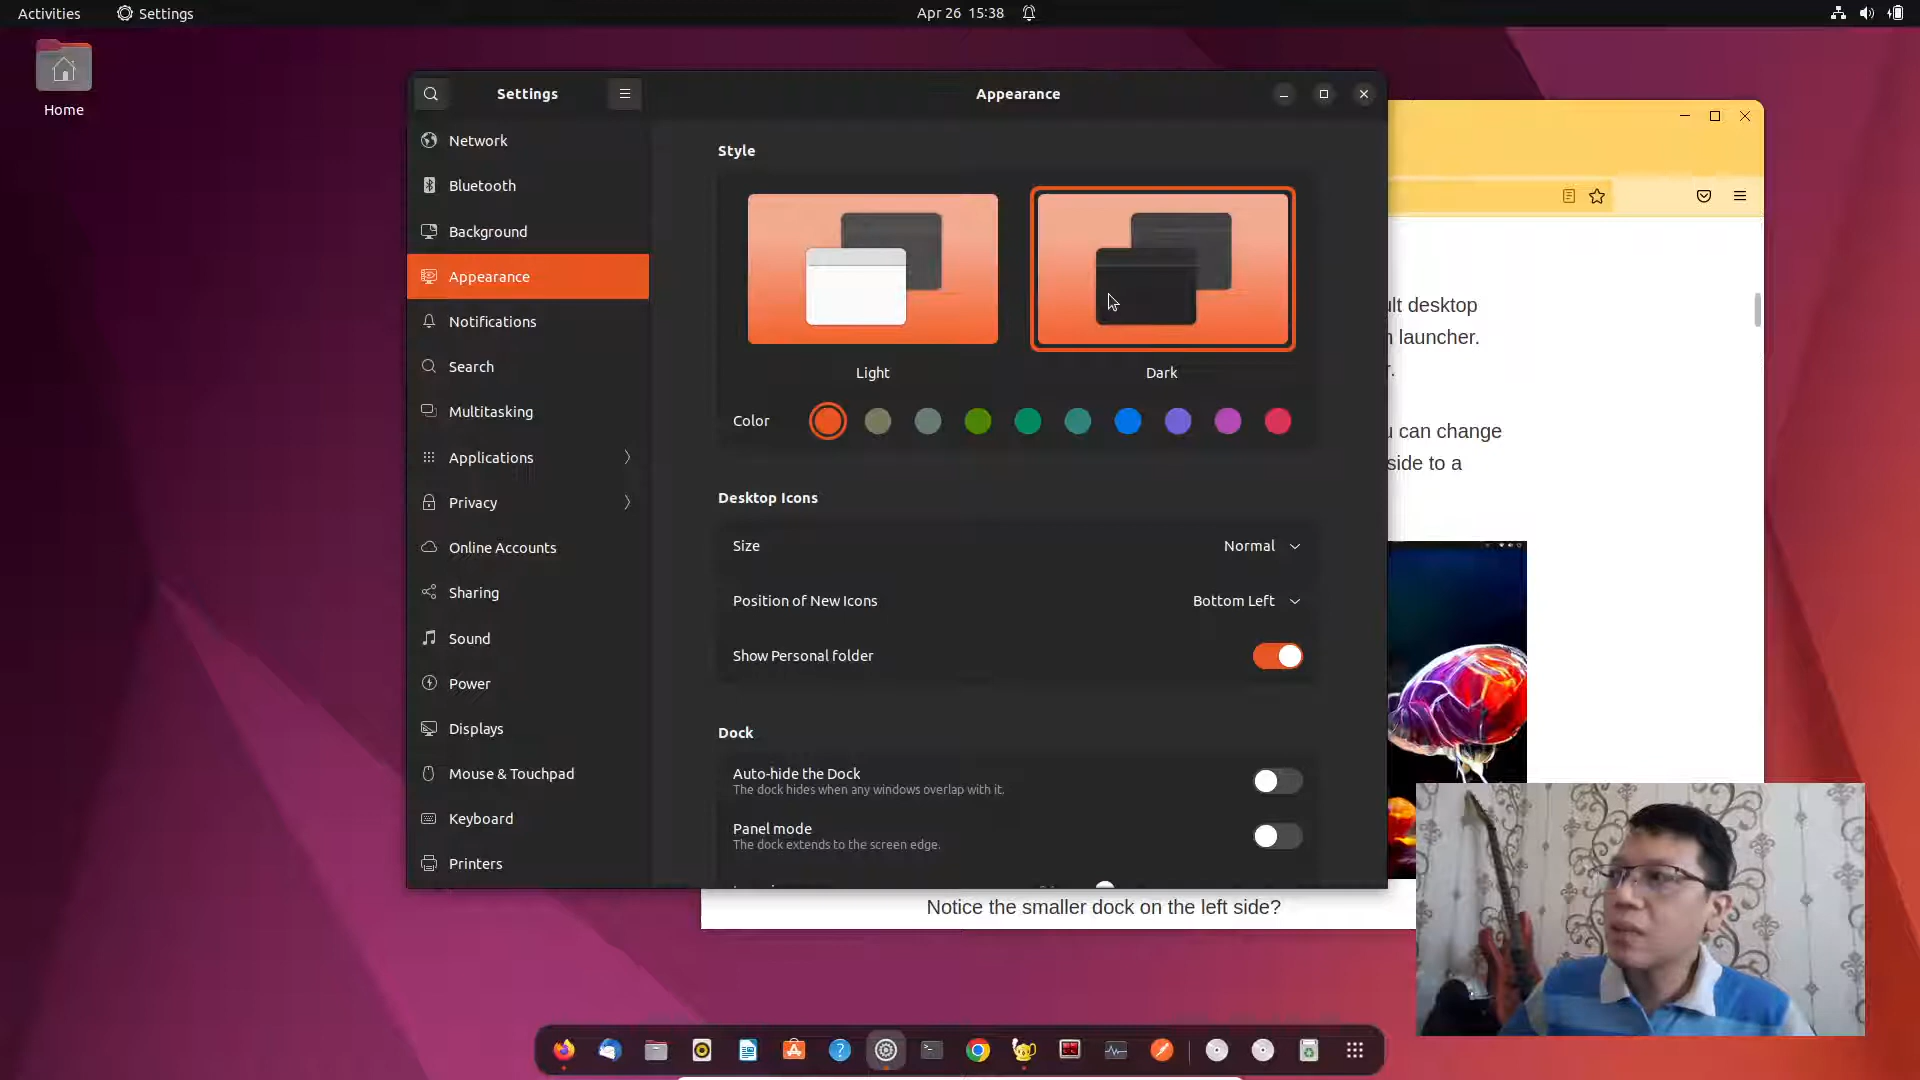 Activities
Settings
Apr 26 15:38
Home
Settings
Appearance
Network
Bluetooth
Background
Appearance
Notifications
Search
Multitasking
Applications
Privacy
Online Accounts
Sharing
Sound
Power
Displays
Mouse & Touchpad
Keyboard
Printers
Style
Light
Dark
Color
Desktop Icons
Size
Normal
Position of New Icons
Bottom Left
Show Personal folder
Dock
Auto-hide the Dock
The dock hides when any windows overlap with it.
Panel mode
The dock extends to the screen edge.
desktop
launcher.
can change
side to a
Notice the smaller dock on the left side?